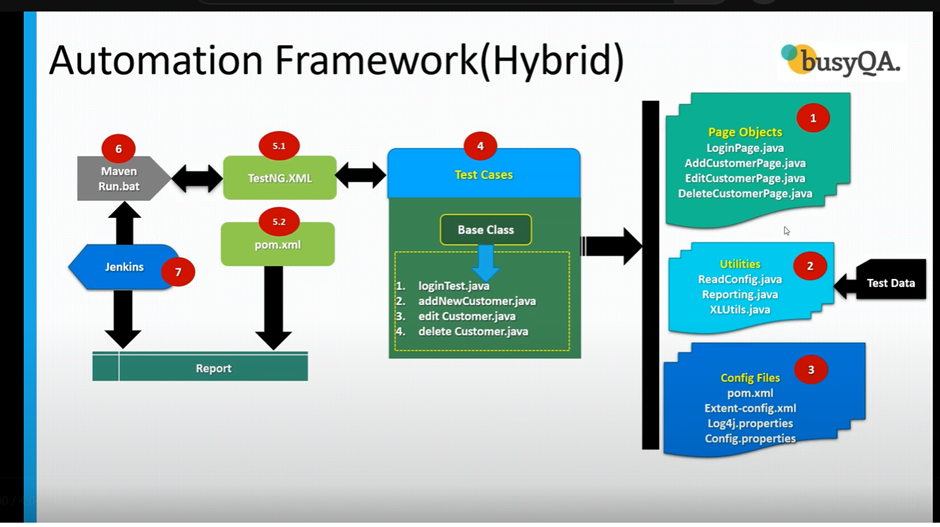 Automation Framework(Hybrid)
busyQA.
6
Maven
Run.bat
5.1
TestNG.XML
5.2
pom.xml
Jenkins
7
Report
4
Test Cases
Base Class
1. loginTest.java
2. addNewCustomer.java
3. edit Customer.java
4. delete Customer.java
1
Page Objects
LoginPage.java
AddCustomerPage.java
EditCustomerPage.java
DeleteCustomerPage.java
2
Utilities
ReadConfig.java
Reporting.java
XLUtils.java
Test Data
3
Config Files
pom.xml
Extent-config.xml
Log4j.properties
Config.properties